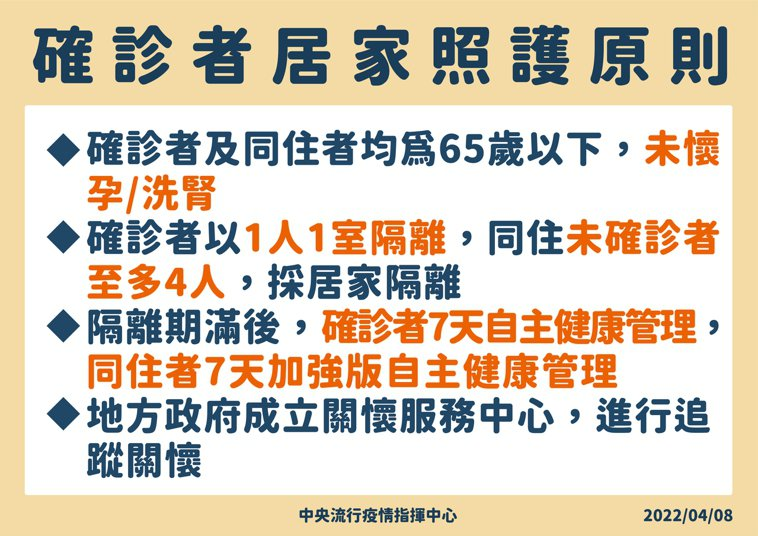 確診者居家照護原則
◆確診者及同住者均為65歲以下，未懷
孕/洗腎
◆確診者以1人1室隔離，同住未確診者
至多4人，採居家隔離
◆隔離期滿後，確診者7天自主健康管理，
同住者7天加強版自主健康管理
◆地方政府成立關懷服務中心，進行追
蹤關懷
中央流行疫情指揮中心
2022/04/08